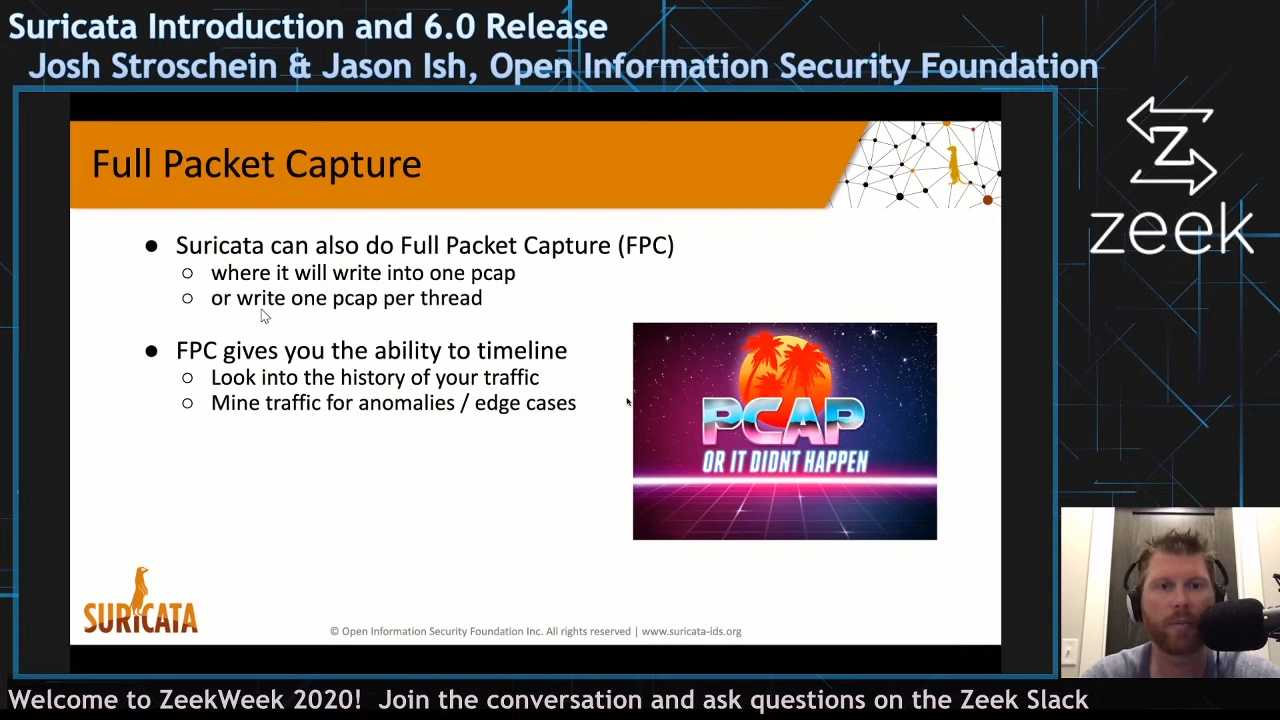 Suricata Introduction and 6.0 Release
Josh Stroschein & Jason Ish, Open Information Security Foundation
Full Packet Capture
● Suricata can also do Full Packet Capture (FPC)
○ where it will write into one pcap
○ or write one pcap per thread
● FPC gives you the ability to timeline
○ Look into the history of your traffic
○ Mine traffic for anomalies / edge cases
PCAP
OR IT DIDNT HAPPEN
SURICATA
© Open Information Security Foundation Inc. All rights reserved | www.suricata-ids.org
Z
zeek
Welcome to ZeekWeek 2020! Join the conversation and ask questions on the Zeek Slack